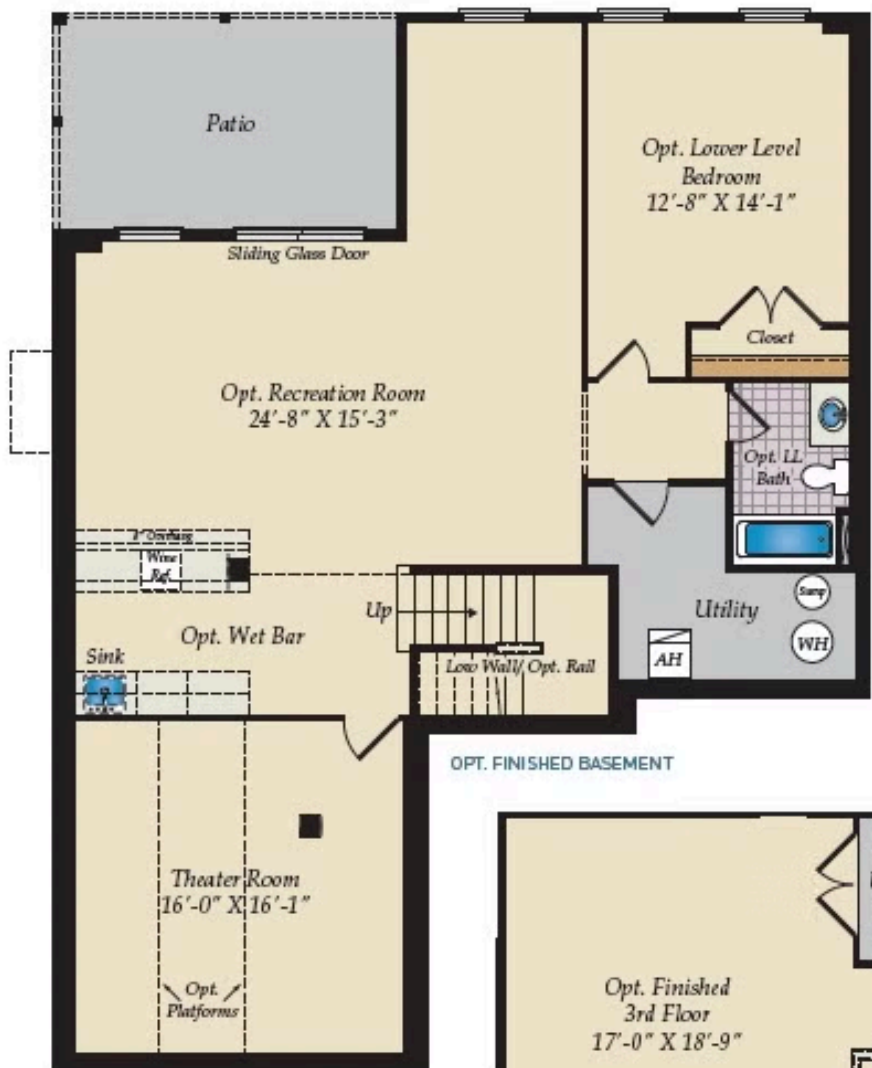 Patio
Opt. Lower Level
Bedroom
12'-8" X 14'-1"
Sliding Glass Door
Closet
Opt. Recreation Room
24'-8" X 15'-3"
Opt. LL
Bath
Overhang
Wine
Ref.
Up
Opt. Wet Bar
Sink
Low Wall/ Opt. Rail
Utility
Sump
WH
AH
OPT. FINISHED BASEMENT
Theater Room
16'-0" X 16'-1"
Opt.
Platforms
Opt. Finished
3rd Floor
17'-0" X 18'-9"